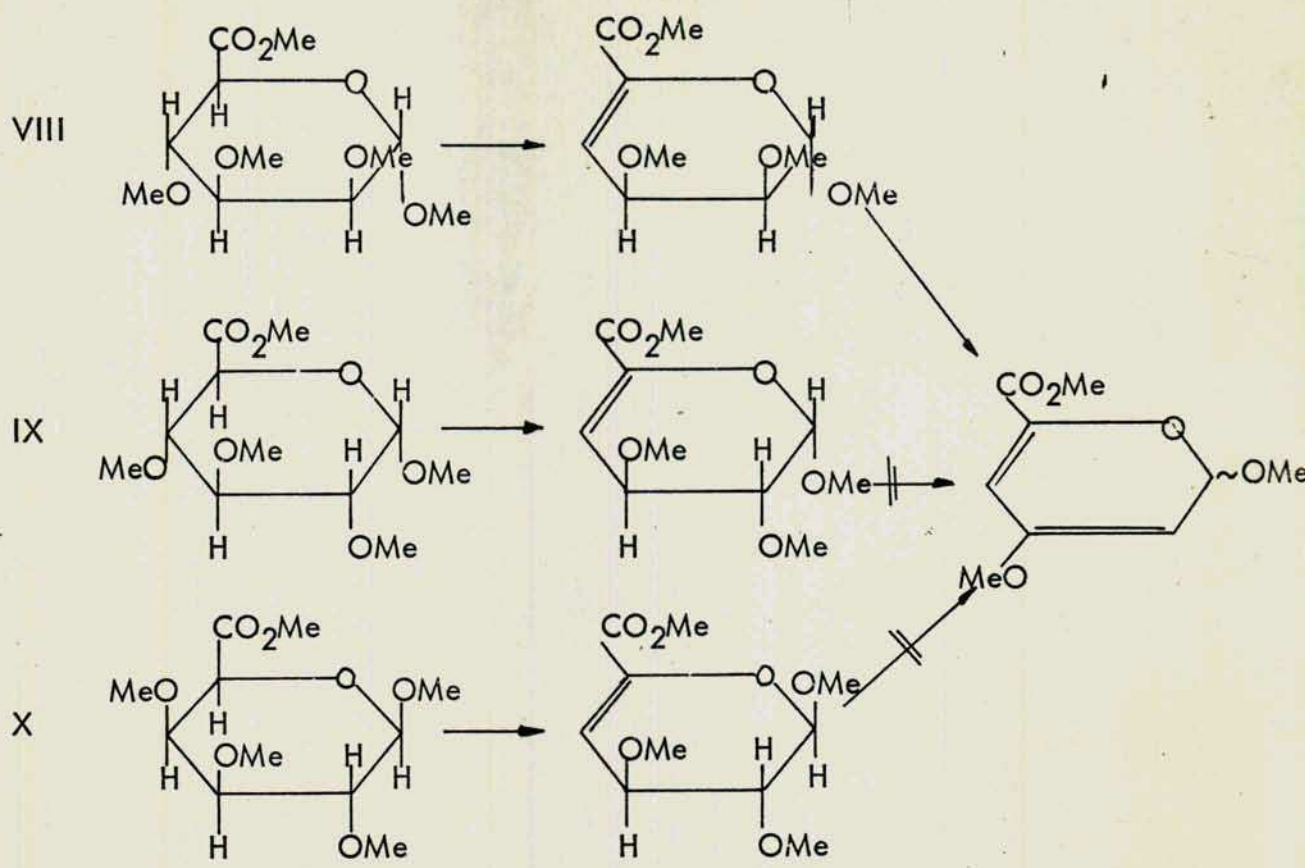 CO2Me CO2Me
H O H O H
VIII H
OMe OMe OMe OMe
MeO OMe OMe
H H H H
CO2Me CO2Me
H O H O H
CO2Me
IX H H H
O
MeO OMe OMe OMe OMe ~OMe
H H
OMe OMe
MeO
CO2Me CO2Me
MeO O OMe O OMe
X H
OMe H OMe H
H H H
H OMe H OMe